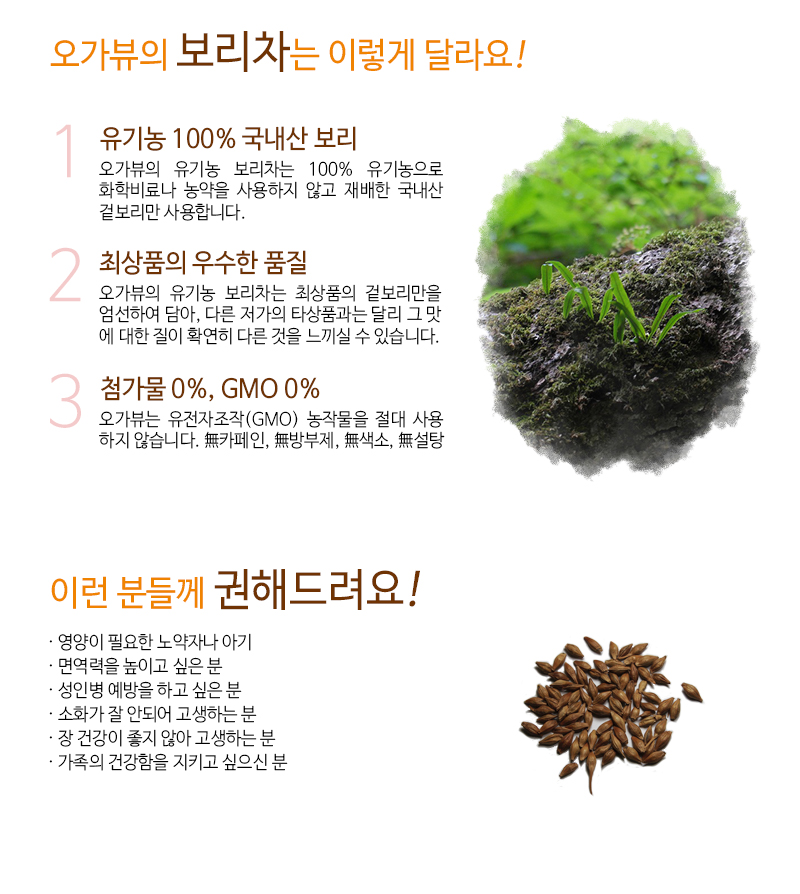 오가뷰의 보리차는 이렇게 달라요!
1
유기농 100% 국내산 보리
오가뷰의 유기농 보리차는 100% 유기농으로
화학비료나 농약을 사용하지 않고 재배한 국내산
겉보리만 사용합니다.
2
최상품의 우수한 품질
오가뷰의 유기농 보리차는 최상품의 겉보리만을
엄선하여 담아, 다른 저가의 타상품과는 달리 그 맛
에 대한 질이 확연히 다른 것을 느끼실 수 있습니다.
3
첨가물 0%, GMO 0%
오가뷰는 유전자조작(GMO) 농작물을 절대 사용
하지 않습니다. 無카페인, 無방부제, 無색소, 無설탕
이런 분들께 권해드려요!
· 영양이 필요한 노약자나 아기
· 면역력을 높이고 싶은 분
· 성인병 예방을 하고 싶은 분
· 소화가 잘 안되어 고생하는 분
· 장 건강이 좋지 않아 고생하는 분
· 가족의 건강함을 지키고 싶으신 분